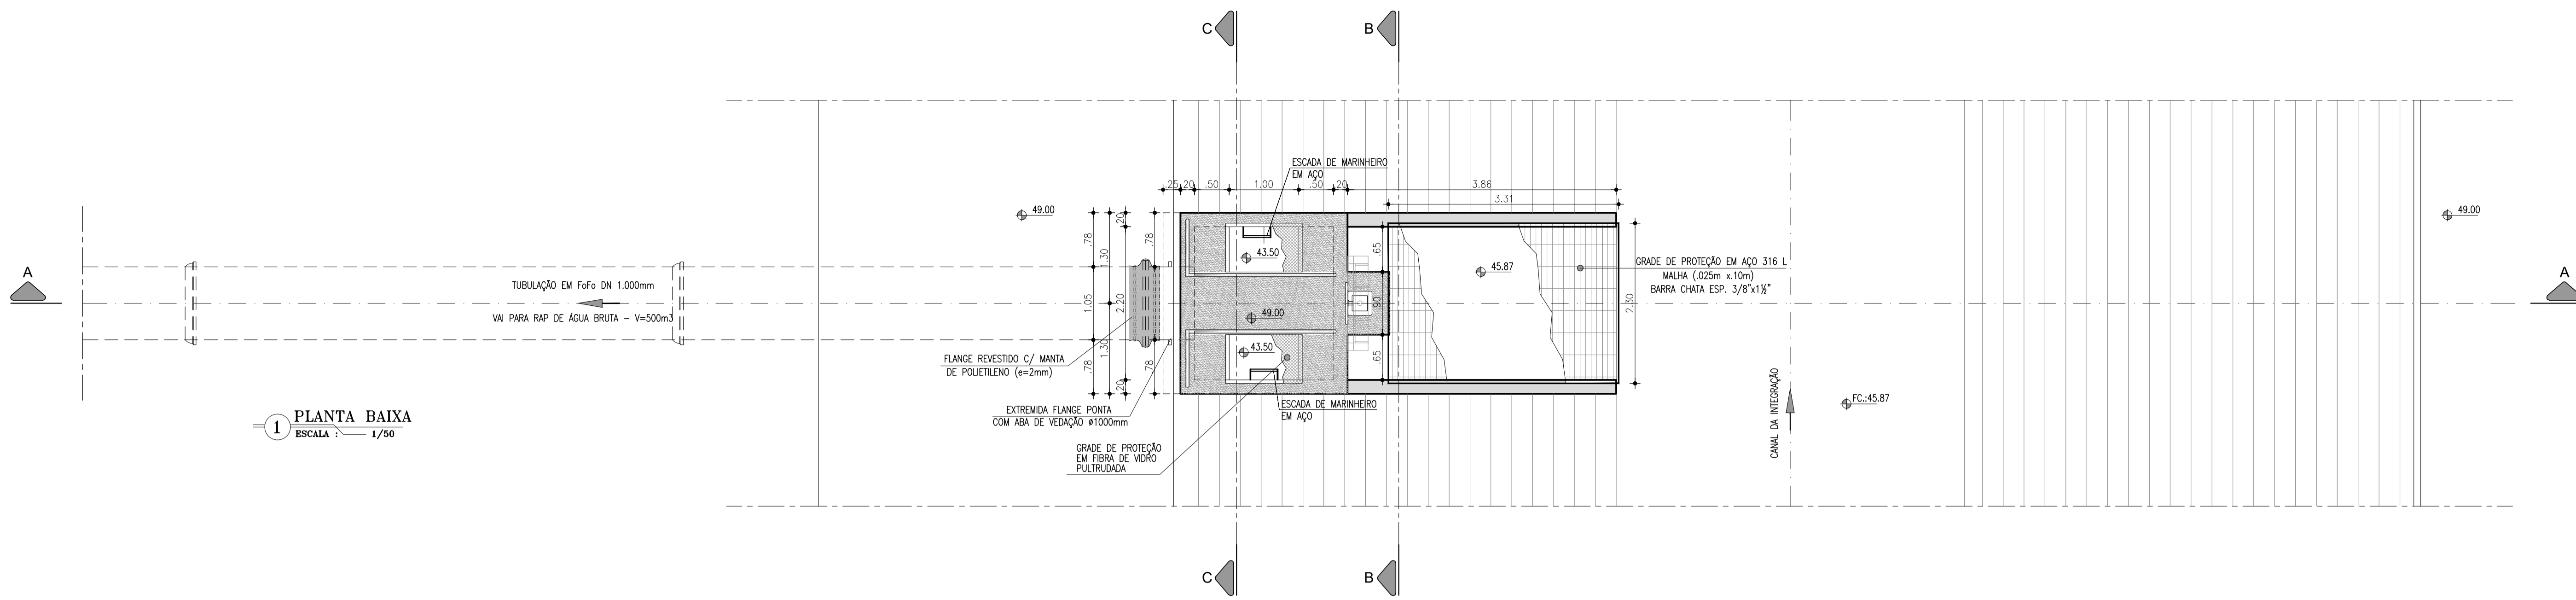 C
B
ESCADA DE MARINHEIRO
EM AÇO
.25 .20 .50 1.00 .50 .20 3.86
3.31
49.00
49.00
.78
1.30
.20
.78
43.50
.65
45.87
GRADE DE PROTEÇÃO EM AÇO 316 L
MALHA (.025m x.10m)
BARRA CHATA ESP. 3/8"x1½"
A
A
TUBULAÇÃO EM FoFo DN 1.000mm
VAI PARA RAP DE ÁGUA BRUTA - V=500m3
1.05
2.20
.90
2.30
49.00
43.50
.78
1.30
.20
.78
.65
FLANGE REVESTIDO C/ MANTA
DE POLIETILENO (e=2mm)
EXTREMIDA FLANGE PONTA
COM ABA DE VEDAÇÃO ø1000mm
ESCADA DE MARINHEIRO
EM AÇO
GRADE DE PROTEÇÃO
EM FIBRA DE VIDRO
PULTRUDADA
CANAL DA INTEGRAÇÃO
FC.:45.87
1 PLANTA BAIXA
ESCALA : 1/50
C
B